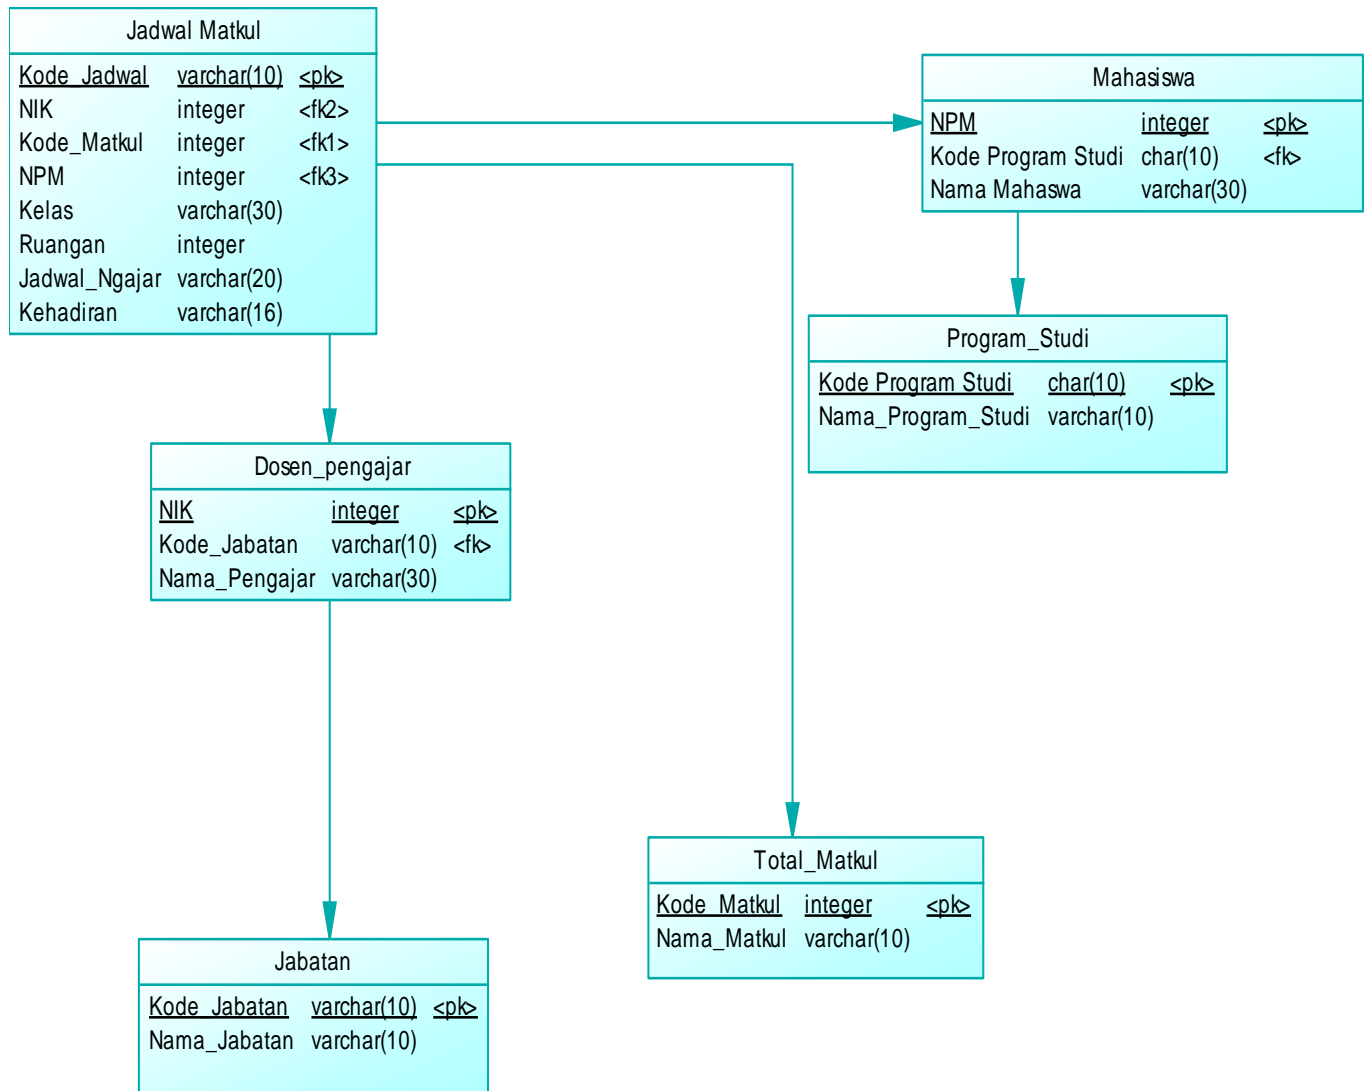 Jadwal Matkul
Kode_Jadwal varchar(10) <pk>
NIK integer <fk2>
Kode_Matkul integer <fk1>
NPM integer <fk3>
Kelas varchar(30)
Ruangan integer
Jadwal_Ngajar varchar(20)
Kehadiran varchar(16)
Mahasiswa
NPM integer <pk>
Kode Program Studi char(10) <fk>
Nama Mahaswa varchar(30)
Program_Studi
Kode Program Studi char(10) <pk>
Nama_Program_Studi varchar(10)
Dosen_pengajar
NIK integer <pk>
Kode_Jabatan varchar(10) <fk>
Nama_Pengajar varchar(30)
Total_Matkul
Kode_Matkul integer <pk>
Nama_Matkul varchar(10)
Jabatan
Kode_Jabatan varchar(10) <pk>
Nama_Jabatan varchar(10)